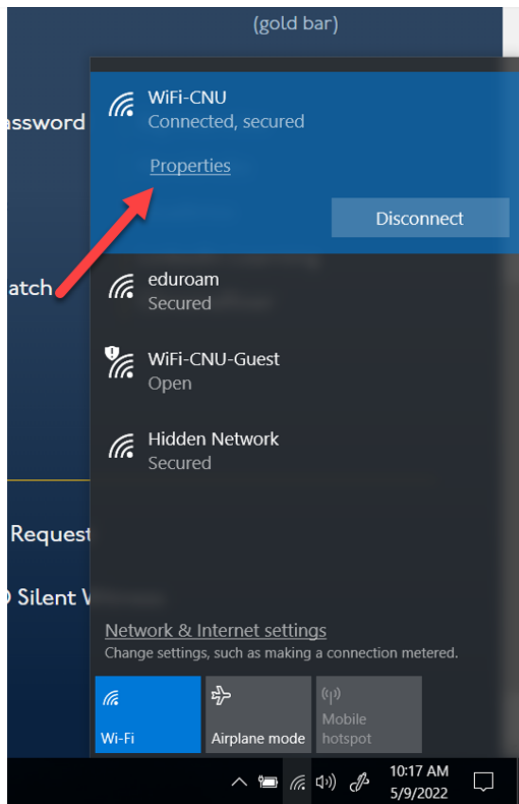 (gold bar)
WiFi-CNU
Connected, secured
assword
Properties
Disconnect
eduroam
atch
Secured
WiFi-CNU-Guest
Open
Hidden Network
Secured
Request
Silent
Network & Internet settings
Change settings, such as making a connection metered.
Wi-Fi
Airplane mode
Mobile
hotspot
10:17 AM
5/9/2022